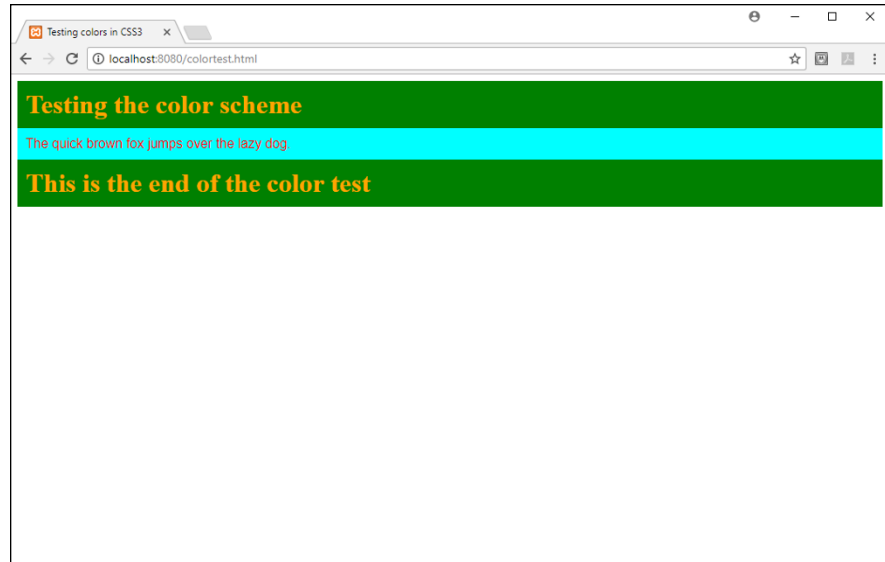 Testing colors in CSS3
localhost:8080/colortest.html
Testing the color scheme
The quick brown fox jumps over the lazy dog.
This is the end of the color test